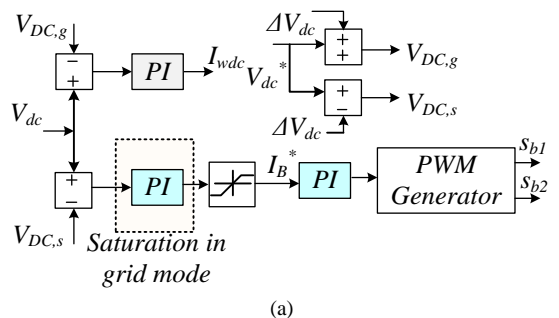 V_{DC,g}
−
+
PI
I_{wdc}
V_{dc}
+
−
V_{DC,s}
PI
Saturation in
grid mode
I_B^*
PI
PWM
Generator
s_{b1}
s_{b2}
ΔV_{dc}
+
+
V_{DC,g}
V_{dc}^*
+
−
V_{DC,s}
ΔV_{dc}
(a)